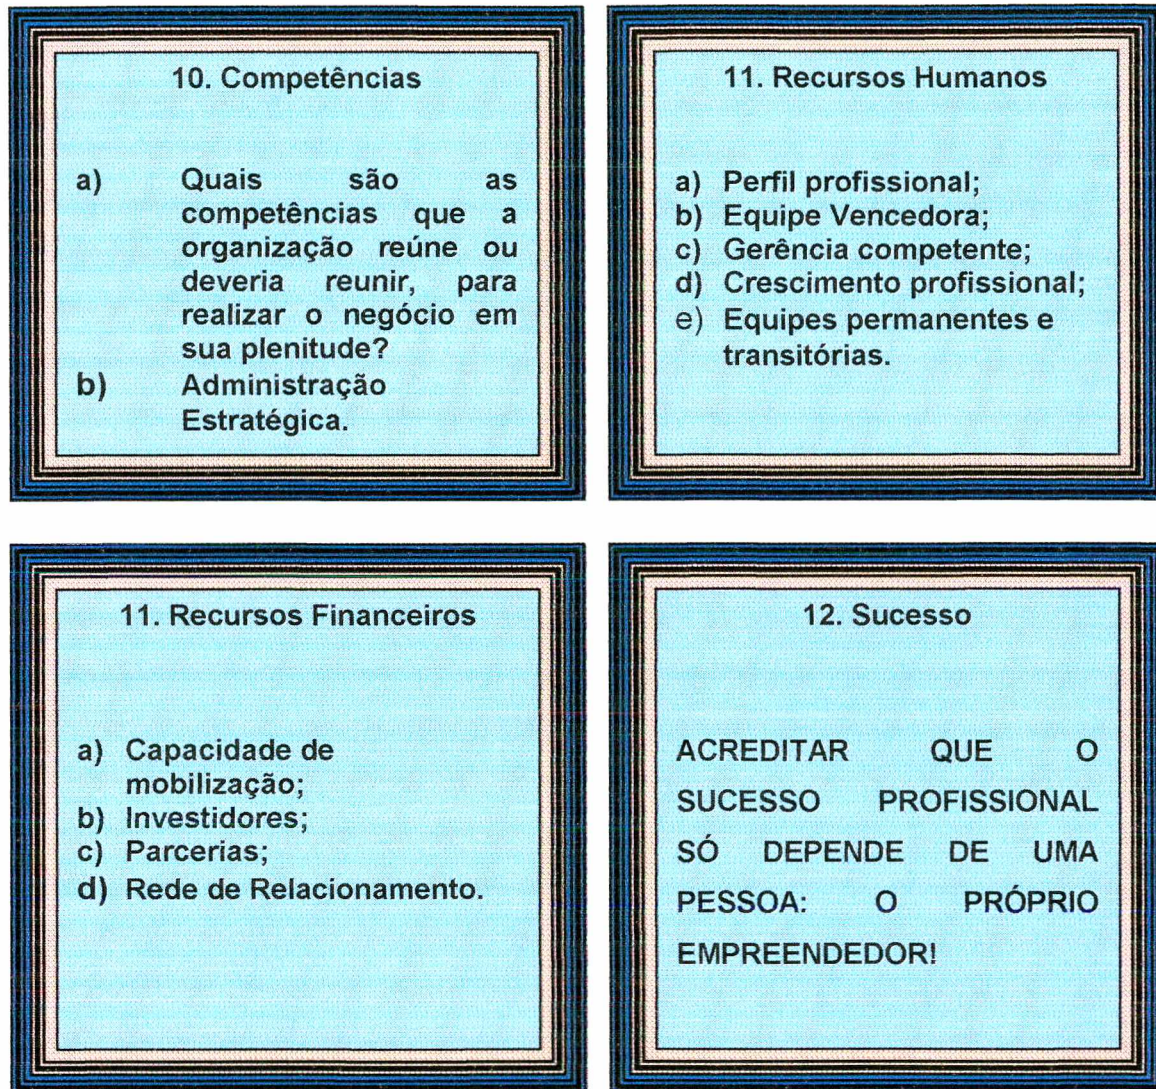 10. Competências
a) Quais são as
competências que a
organização reúne ou
deveria reunir, para
realizar o negócio em
sua plenitude?
b) Administração
Estratégica.
11. Recursos Humanos
a) Perfil profissional;
b) Equipe Vencedora;
c) Gerência competente;
d) Crescimento profissional;
e) Equipes permanentes e
transitórias.
11. Recursos Financeiros
a) Capacidade de
mobilização;
b) Investidores;
c) Parcerias;
d) Rede de Relacionamento.
12. Sucesso
ACREDITAR QUE O
SUCESSO PROFISSIONAL
SÓ DEPENDE DE UMA
PESSOA: O PRÓPRIO
EMPREENDEDOR!